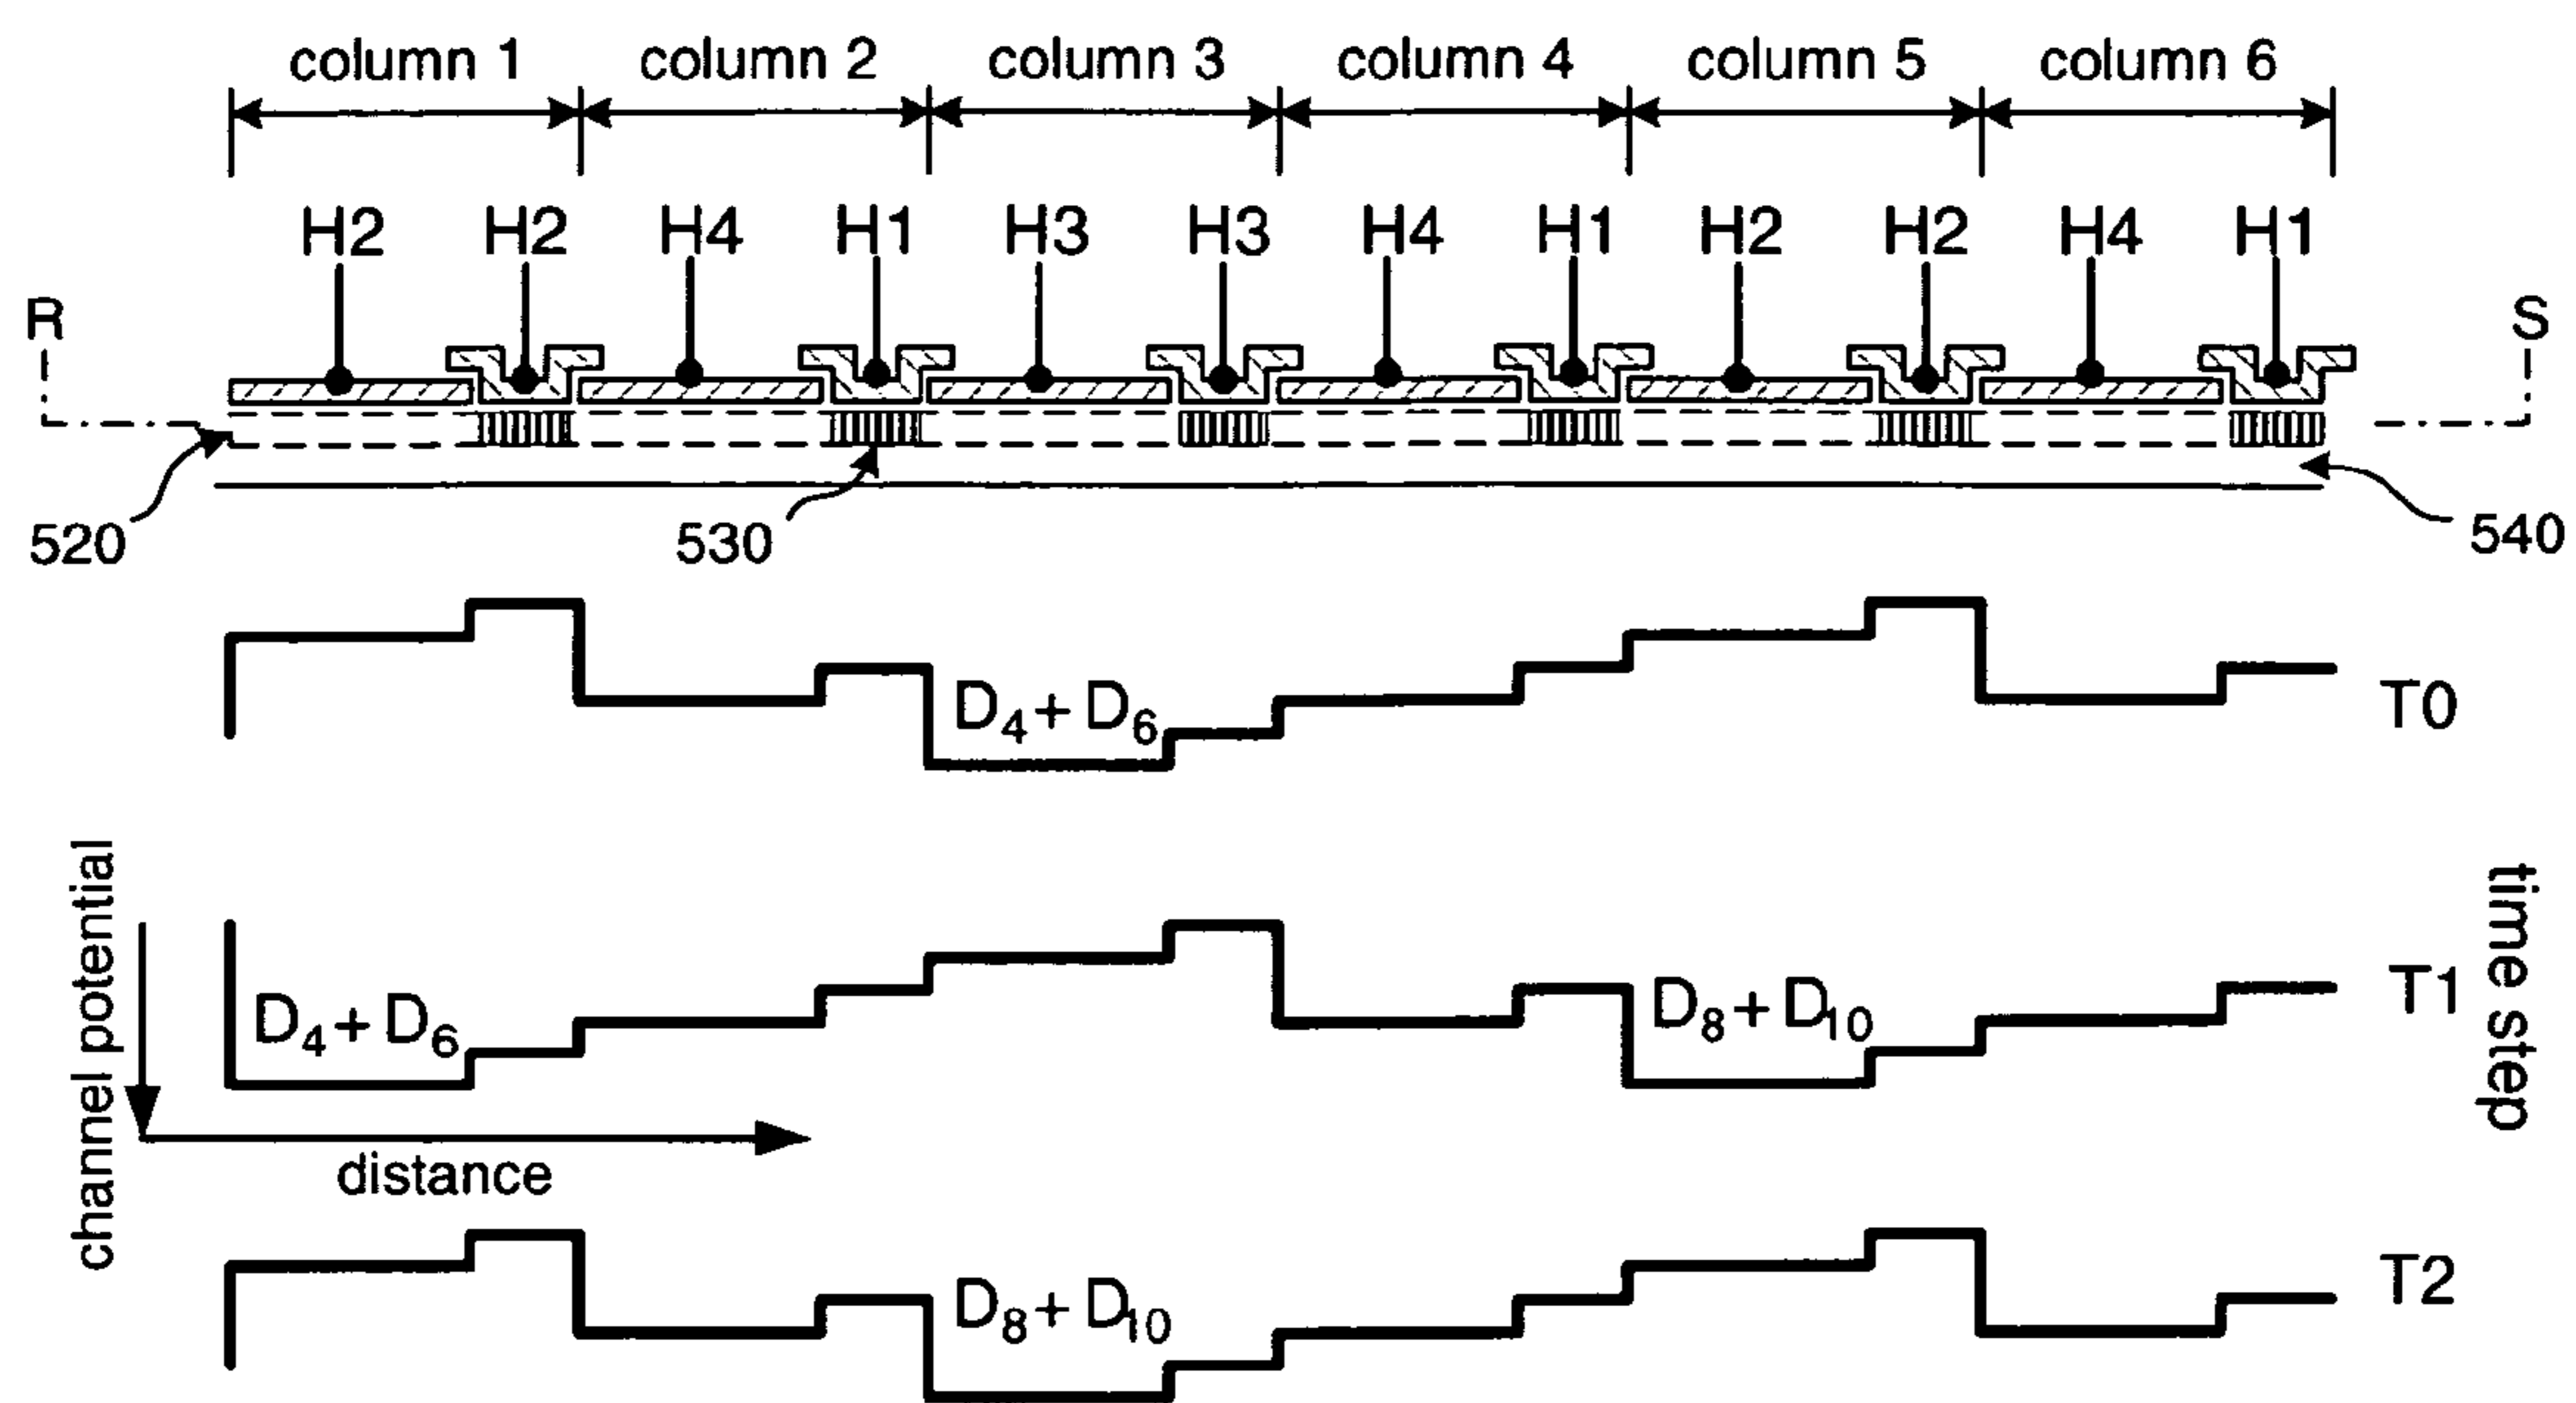 column 1 column 2 column 3 column 4 column 5 column 6
H2 H2 H4 H1 H3 H3 H4 H1 H2 H2 H4 H1
R S
520 530 540
D4 + D6 T0
channel potential
D4 + D6 D8 + D10 T1
time step
distance
D8 + D10 T2